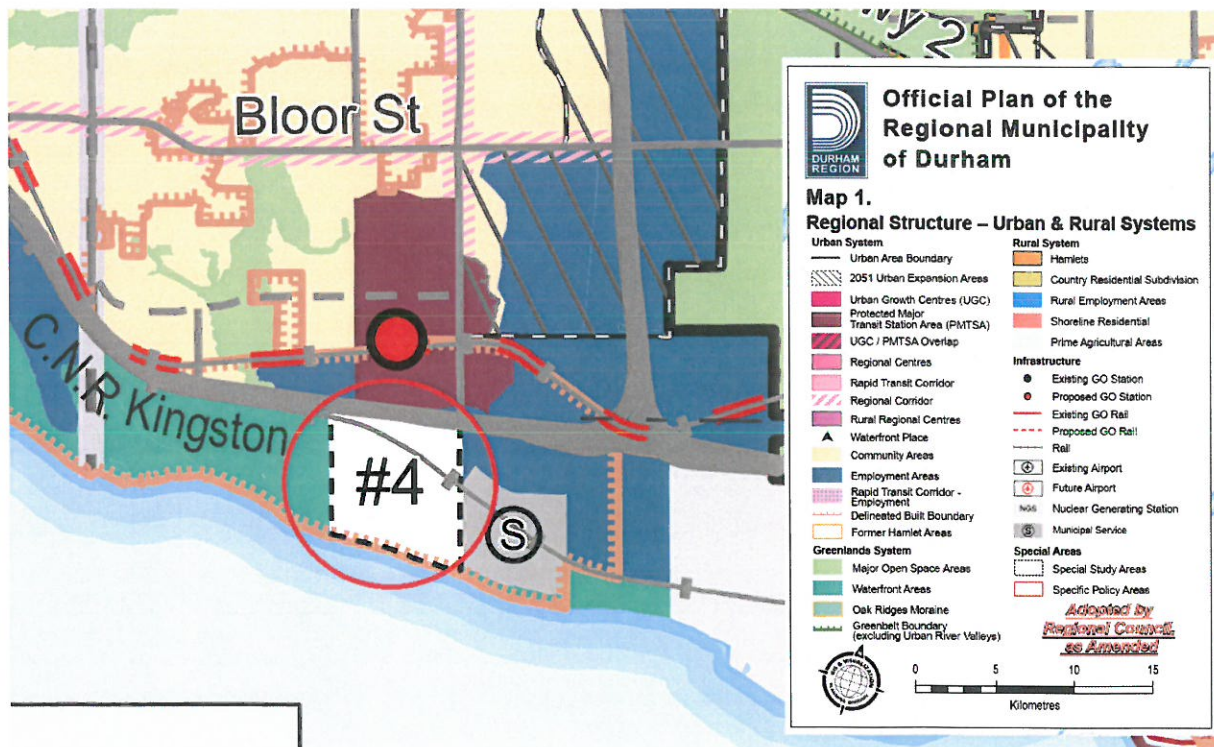 Bloor St
wy 2
C.N.R. Kingston
#4
S
DURHAM
REGION
Official Plan of the
Regional Municipality
of Durham
Map 1.
Regional Structure – Urban & Rural Systems
Urban System
Urban Area Boundary
2051 Urban Expansion Areas
Urban Growth Centres (UGC)
Protected Major
Transit Station Area (PMTSA)
UGC / PMTSA Overlap
Regional Centres
Rapid Transit Corridor
Regional Corridor
Rural Regional Centres
Waterfront Place
Community Areas
Employment Areas
Rapid Transit Corridor -
Employment
Delineated Built Boundary
Former Hamlet Areas
Greenlands System
Major Open Space Areas
Waterfront Areas
Oak Ridges Moraine
Greenbelt Boundary
(excluding Urban River Valleys)
Rural System
Hamlets
Country Residential Subdivision
Rural Employment Areas
Shoreline Residential
Prime Agricultural Areas
Infrastructure
Existing GO Station
Proposed GO Station
Existing GO Rail
Proposed GO Rail
Rail
Existing Airport
Future Airport
NGS Nuclear Generating Station
S Municipal Service
Special Areas
Special Study Areas
Specific Policy Areas
Adopted by
Regional Council,
as Amended
0 5 10 15
Kilometres